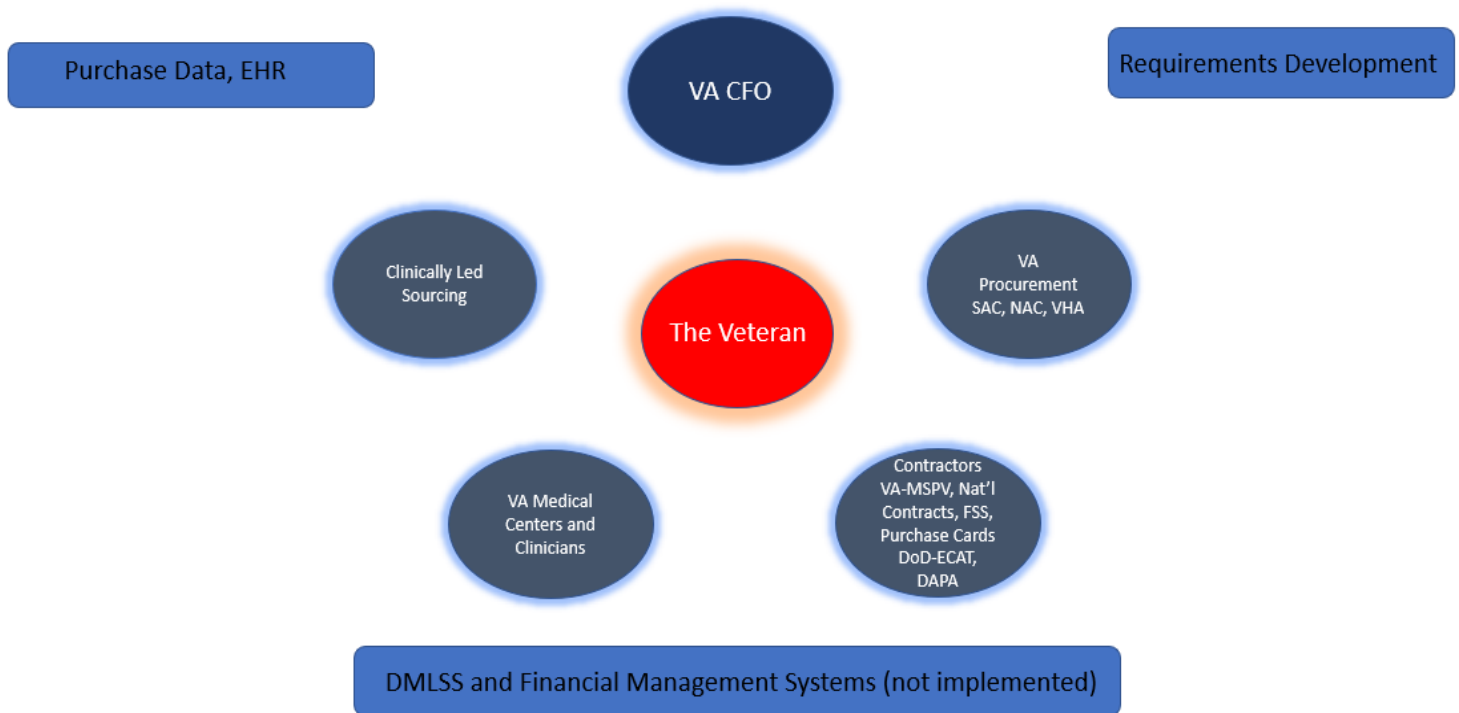 Purchase Data, EHR
VA CFO
Requirements Development
Clinically Led
Sourcing
The Veteran
VA
Procurement
SAC, NAC, VHA
VA Medical
Centers and
Clinicians
Contractors
VA-MSPV, Nat'l
Contracts, FSS,
Purchase Cards
DoD-ECAT,
DAPA
DMLSS and Financial Management Systems (not implemented)